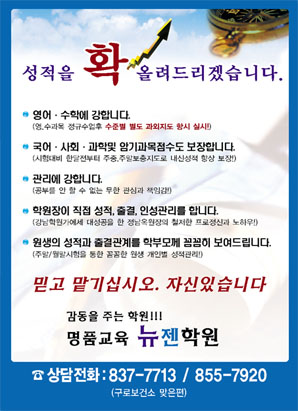 성적을 확 올려드리겠습니다.
영어·수학에 강합니다.
(영,수과목 정규수업후 수준별 별도 과외지도 항시 실시!)
국어·사회·과학및 암기과목점수도 보장합니다.
(시험대비 한달전부터 주중,주말보충지도로 내신성적 항상 보장!)
관리에 강합니다.
(공부를 안 할 수 없는 무한 관심과 책임감!)
학원장이 직접 성적, 출결, 인성관리를 합니다.
(강남학원가에서 대성공을 한 정남옥원장의 철저한 프로정신과 노하우!)
원생의 성적과 출결관계를 학부모께 꼼꼼히 보여드립니다.
(주말/월말시험을 통한 꼼꼼한 원생 개인별 성적관리!)
믿고 맡기십시오. 자신있습니다
감동을 주는 학원!!!
명품교육 뉴젠학원
☎상담전화: 837-7713 / 855-7920
(구로보건소 맞은편)